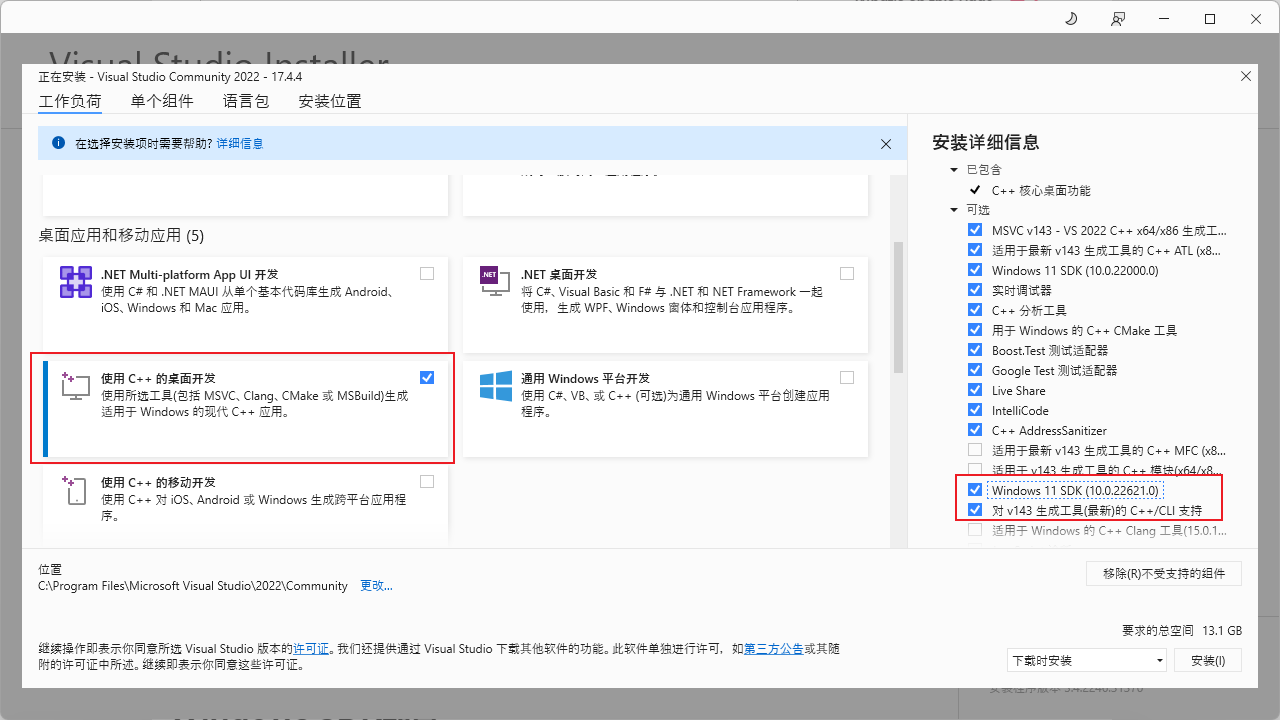 Visual Studio Installer
正在安装 - Visual Studio Community 2022 - 17.4.4
工作负荷 单个组件 语言包 安装位置
在选择安装项时需要帮助? 详细信息
桌面应用和移动应用 (5)
.NET Multi-platform App UI 开发
使用 C# 和 .NET MAUI 从单个基本代码库生成 Android、
iOS、Windows 和 Mac 应用。
.NET
.NET 桌面开发
将 C#、Visual Basic 和 F# 与 .NET 和 .NET Framework 一起
使用，生成 WPF、Windows 窗体和控制台应用程序。
使用 C++ 的桌面开发
使用所选工具(包括 MSVC、Clang、CMake 或 MSBuild)生成
适用于 Windows 的现代 C++ 应用。
通用 Windows 平台开发
使用 C#、VB、或 C++ (可选)为通用 Windows 平台创建应用
程序。
使用 C++ 的移动开发
使用 C++ 对 iOS、Android 或 Windows 生成跨平台应用程
序。
安装详细信息
已包含
C++ 核心桌面功能
可选
MSVC v143 - VS 2022 C++ x64/x86 生成工...
适用于最新 v143 生成工具的 C++ ATL (x8...
Windows 11 SDK (10.0.22000.0)
实时调试器
C++ 分析工具
用于 Windows 的 C++ CMake 工具
Boost.Test 测试适配器
Google Test 测试适配器
Live Share
IntelliCode
C++ AddressSanitizer
适用于最新 v143 生成工具的 C++ MFC (x8...
适用于 v143 生成工具的 C++ 模块(x64/x8...
Windows 11 SDK (10.0.22621.0)
对 v143 生成工具(最新)的 C++/CLI 支持
适用于 Windows 的 C++ Clang 工具(15.0.1...
位置
C:\Program Files\Microsoft Visual Studio\2022\Community 更改...
移除(R)不受支持的组件
要求的总空间 13.1 GB
继续操作即表示你同意所选 Visual Studio 版本的许可证。我们还提供通过 Visual Studio 下载其他软件的功能。此软件单独进行许可，如第三方公告或其随
附的许可证中所述。继续即表示你同意这些许可证。
下载时安装
安装(I)